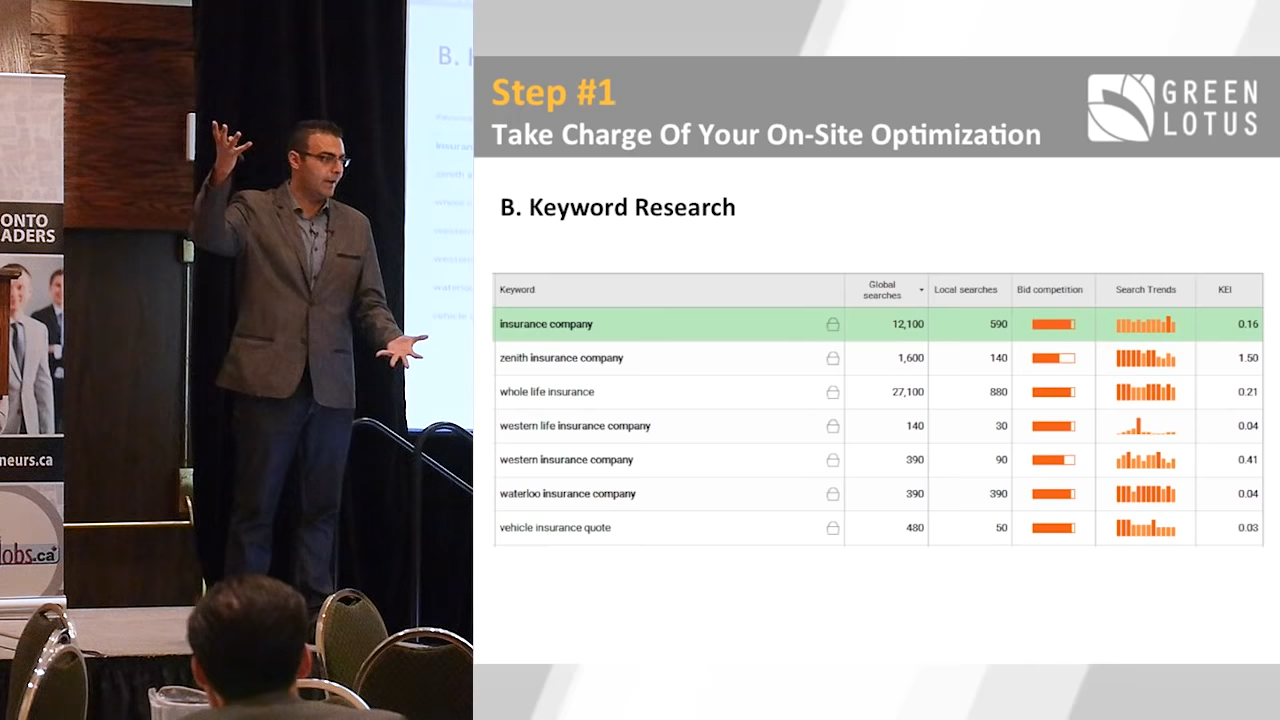 B.
ONTO
ADERS
neurs.ca
obs.ca
Step #1
Take Charge Of Your On-Site Optimization
GREEN
LOTUS
B. Keyword Research
Keyword Global searches Local searches Bid competition Search Trends KEI
insurance company 12,100 590 0.16
zenith insurance company 1,600 140 1.50
whole life insurance 27,100 880 0.21
western life insurance company 140 30 0.04
western insurance company 390 90 0.41
waterloo insurance company 390 390 0.04
vehicle insurance quote 480 50 0.03